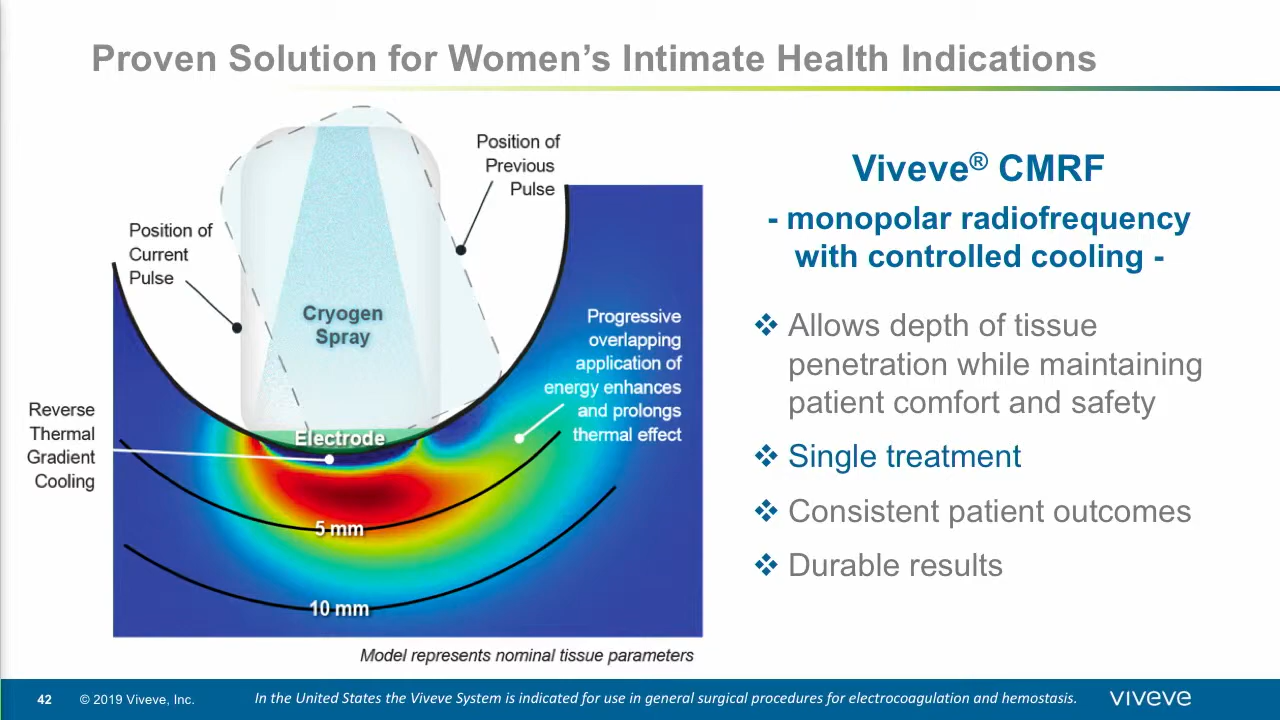 Proven Solution for Women's Intimate Health Indications
Position of
Previous
Pulse
Position of
Current
Pulse
Cryogen
Spray
Progressive
overlapping
application of
energy enhances
and prolongs
thermal effect
Reverse
Thermal
Gradient
Cooling
Electrode
5 mm
10 mm
Model represents nominal tissue parameters
Viveve® CMRF
- monopolar radiofrequency
with controlled cooling -
❖ Allows depth of tissue
penetration while maintaining
patient comfort and safety
❖ Single treatment
❖ Consistent patient outcomes
❖ Durable results
42 © 2019 Viveve, Inc. In the United States the Viveve System is indicated for use in general surgical procedures for electrocoagulation and hemostasis. VIVEVE